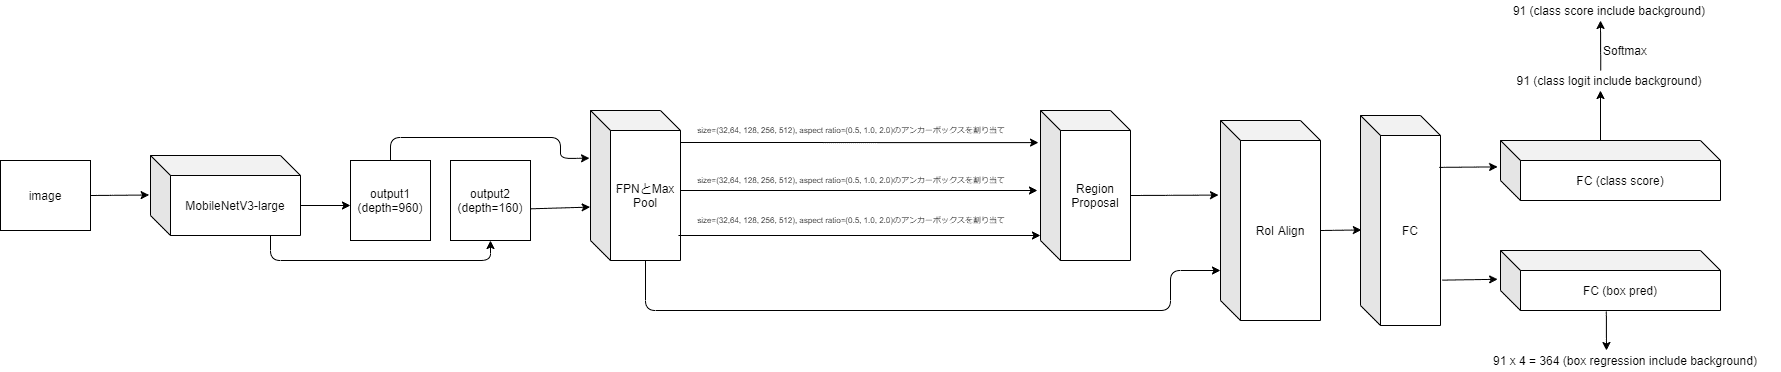 image
MobileNetV3-large
output1
(depth=960)
output2
(depth=160)
FPNとMax
Pool
size=(32,64, 128, 256, 512), aspect ratio=(0.5, 1.0, 2.0)のアンカーボックスを割り当て
size=(32,64, 128, 256, 512), aspect ratio=(0.5, 1.0, 2.0)のアンカーボックスを割り当て
size=(32,64, 128, 256, 512), aspect ratio=(0.5, 1.0, 2.0)のアンカーボックスを割り当て
Region
Proposal
RoI Align
FC
91 (class score include background)
Softmax
91 (class logit include background)
FC (class score)
FC (box pred)
91 x 4 = 364 (box regression include background)